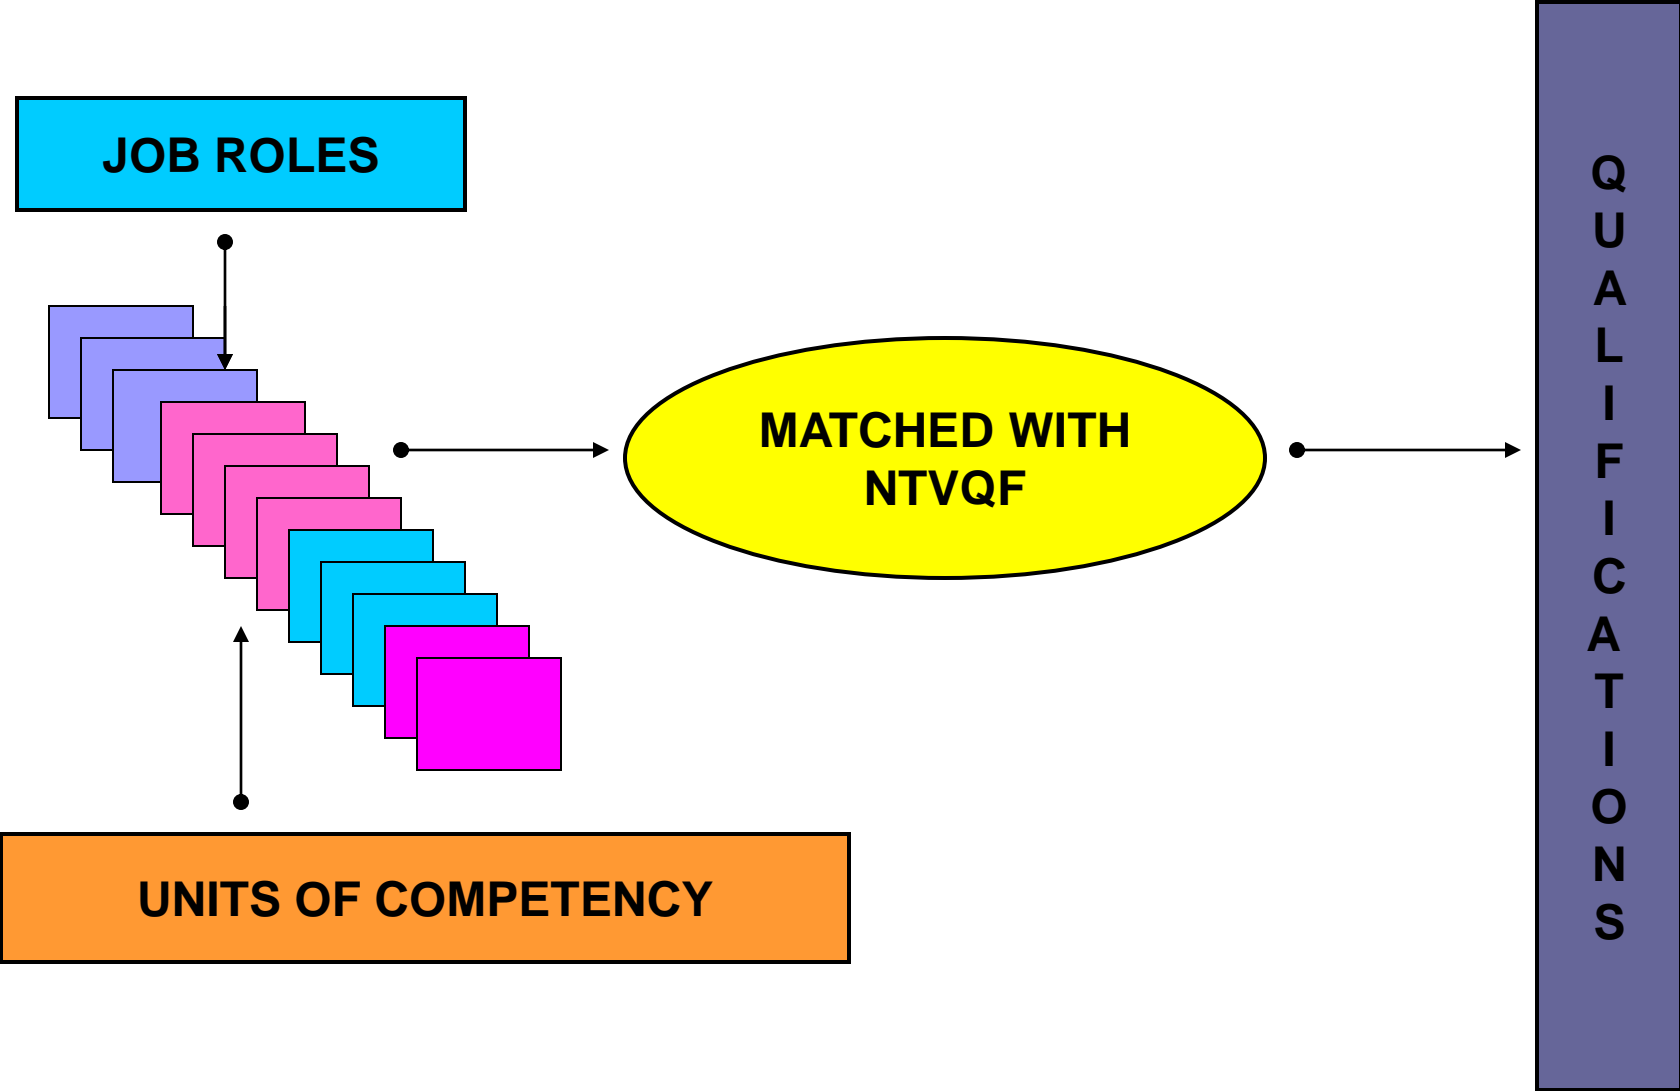 JOB ROLES
MATCHED WITH
NTVQF
UNITS OF COMPETENCY
Q
U
A
L
I
F
I
C
A
T
I
O
N
S